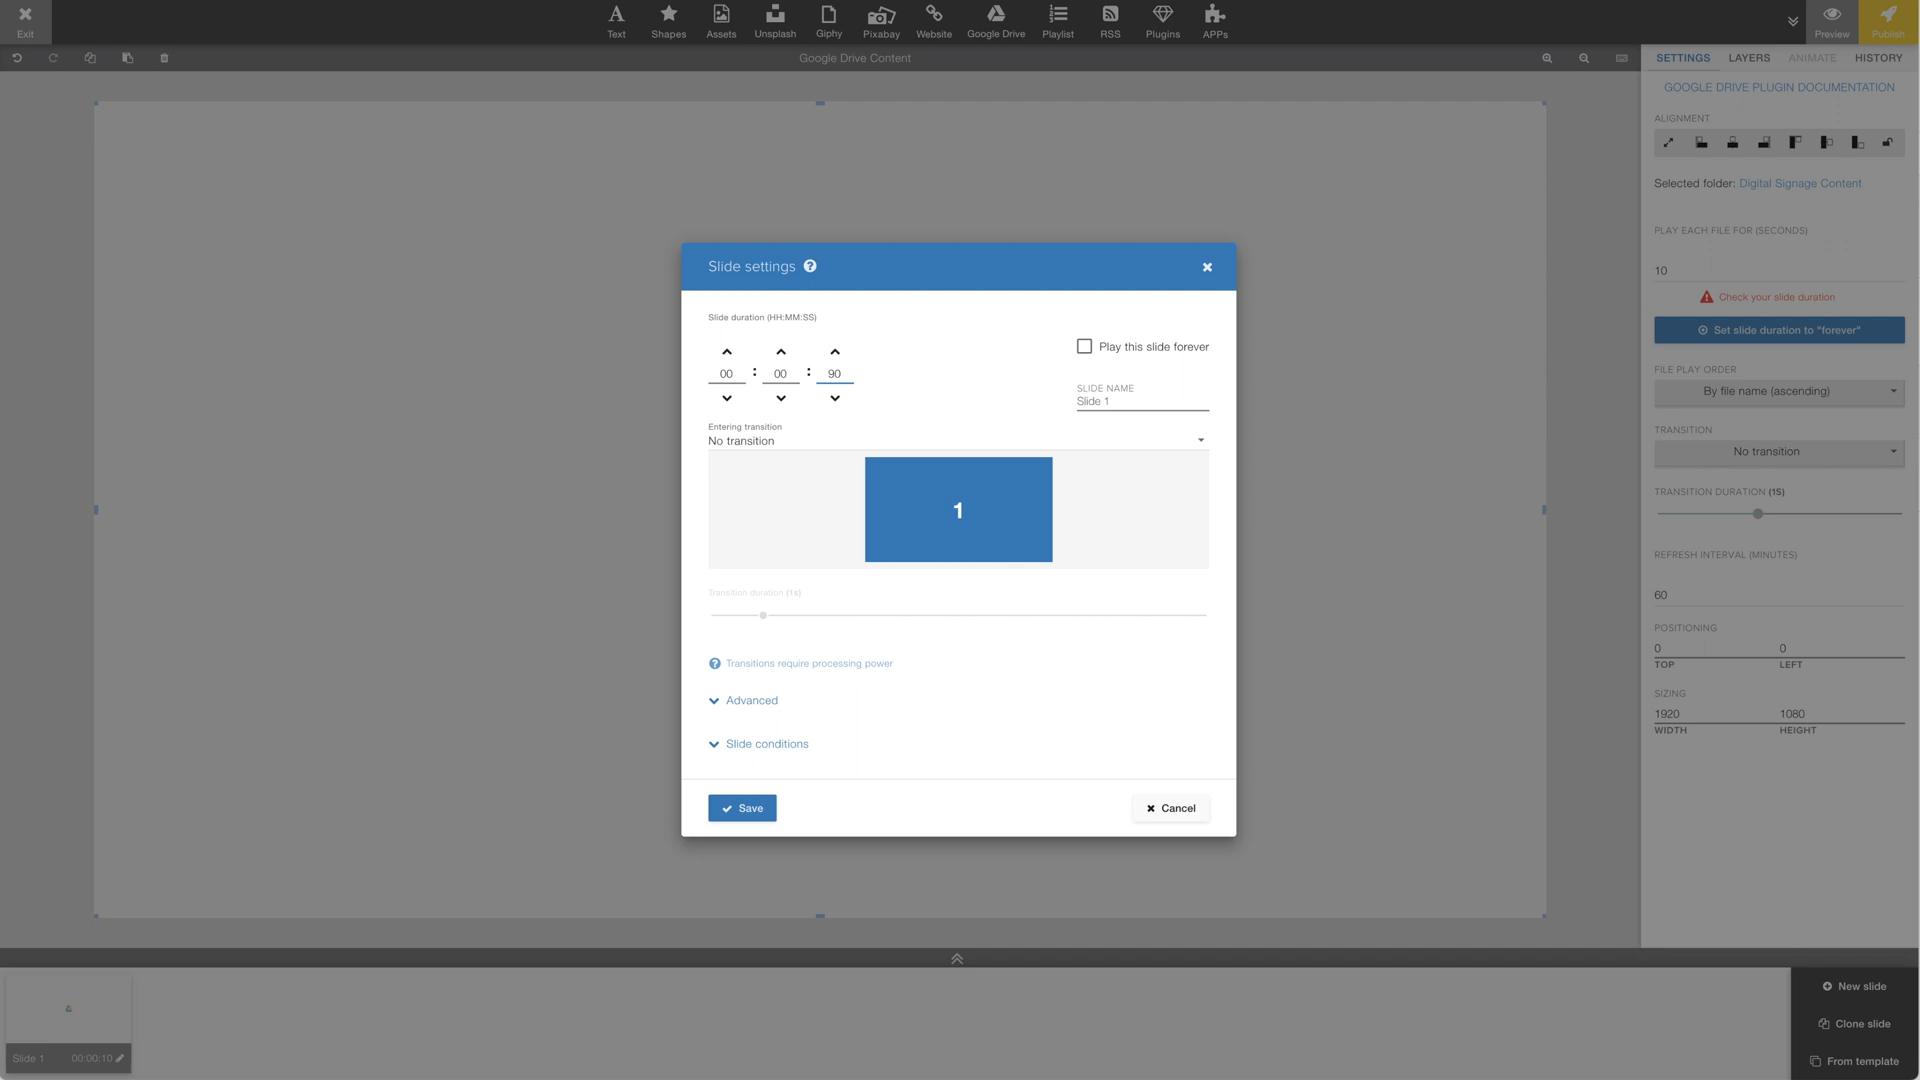 Exit
Text
Shapes
Assets
Unsplash
Giphy
Pixabay
Website
Google Drive
Playlist
RSS
Plugins
APPs
Preview
Publish
Google Drive Content
SETTINGS
LAYERS
ANIMATE
HISTORY
GOOGLE DRIVE PLUGIN DOCUMENTATION
ALIGNMENT
Selected folder: Digital Signage Content
PLAY EACH FILE FOR (SECONDS)
10
Check your slide duration
Set slide duration to "forever"
FILE PLAY ORDER
By file name (ascending)
TRANSITION
No transition
TRANSITION DURATION (1S)
REFRESH INTERVAL (MINUTES)
60
POSITIONING
0 0
TOP LEFT
SIZING
1920 1080
WIDTH HEIGHT
Slide settings
Slide duration (HH:MM:SS)
00 : 00 : 90
Play this slide forever
SLIDE NAME
Slide 1
Entering transition
No transition
1
Transition duration (1s)
Transitions require processing power
Advanced
Slide conditions
Save
Cancel
Slide 1 00:00:10
New slide
Clone slide
From template